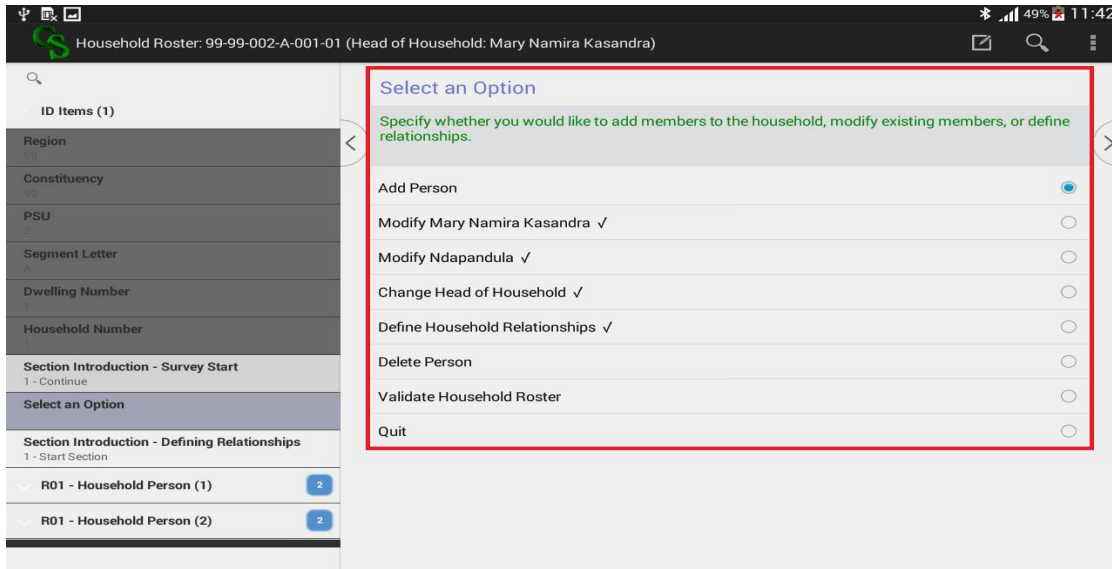 49% 11:42
Household Roster: 99-99-002-A-001-01 (Head of Household: Mary Namira Kasandra)
ID Items (1)
Region
99
Constituency
99
PSU
2
Segment Letter
A
Dwelling Number
1
Household Number
1
Section Introduction - Survey Start
1 - Continue
Select an Option
Section Introduction - Defining Relationships
1 - Start Section
R01 - Household Person (1) 2
R01 - Household Person (2) 2
Select an Option
Specify whether you would like to add members to the household, modify existing members, or define
relationships.
Add Person
Modify Mary Namira Kasandra ✓
Modify Ndapandula ✓
Change Head of Household ✓
Define Household Relationships ✓
Delete Person
Validate Household Roster
Quit